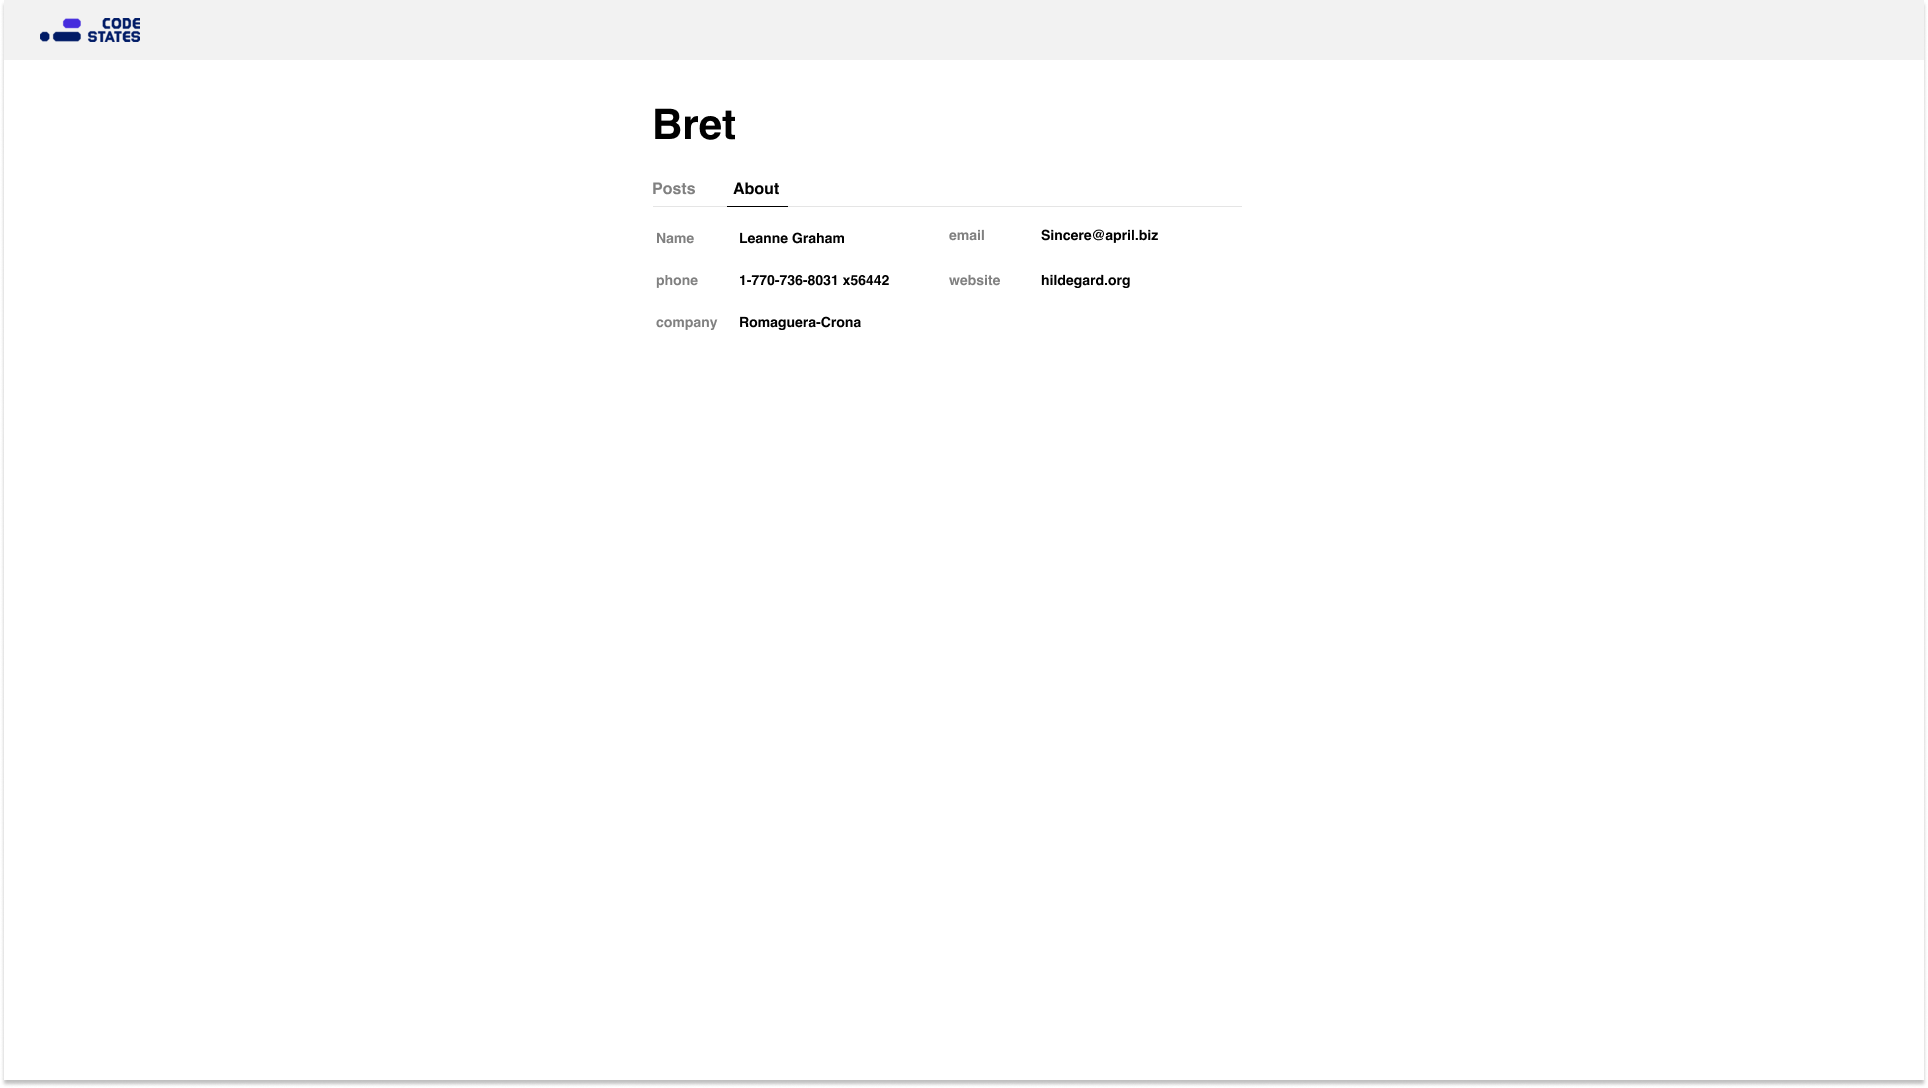 CODE
STATES
Bret
Posts About
Name Leanne Graham email Sincere@april.biz
phone 1-770-736-8031 x56442 website hildegard.org
company Romaguera-Crona